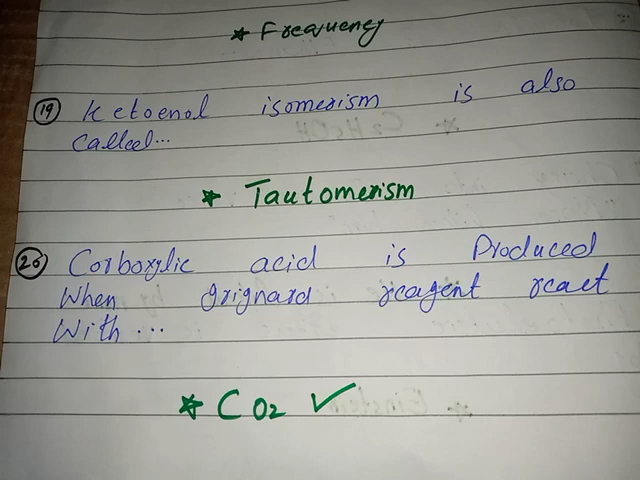 * Frequency
(19) Ketoenol isomerism is also
Called...
* Tautomerism
(20) Carboxylic acid is Produced
When grignard reagent react
With ...
* CO2 ✓